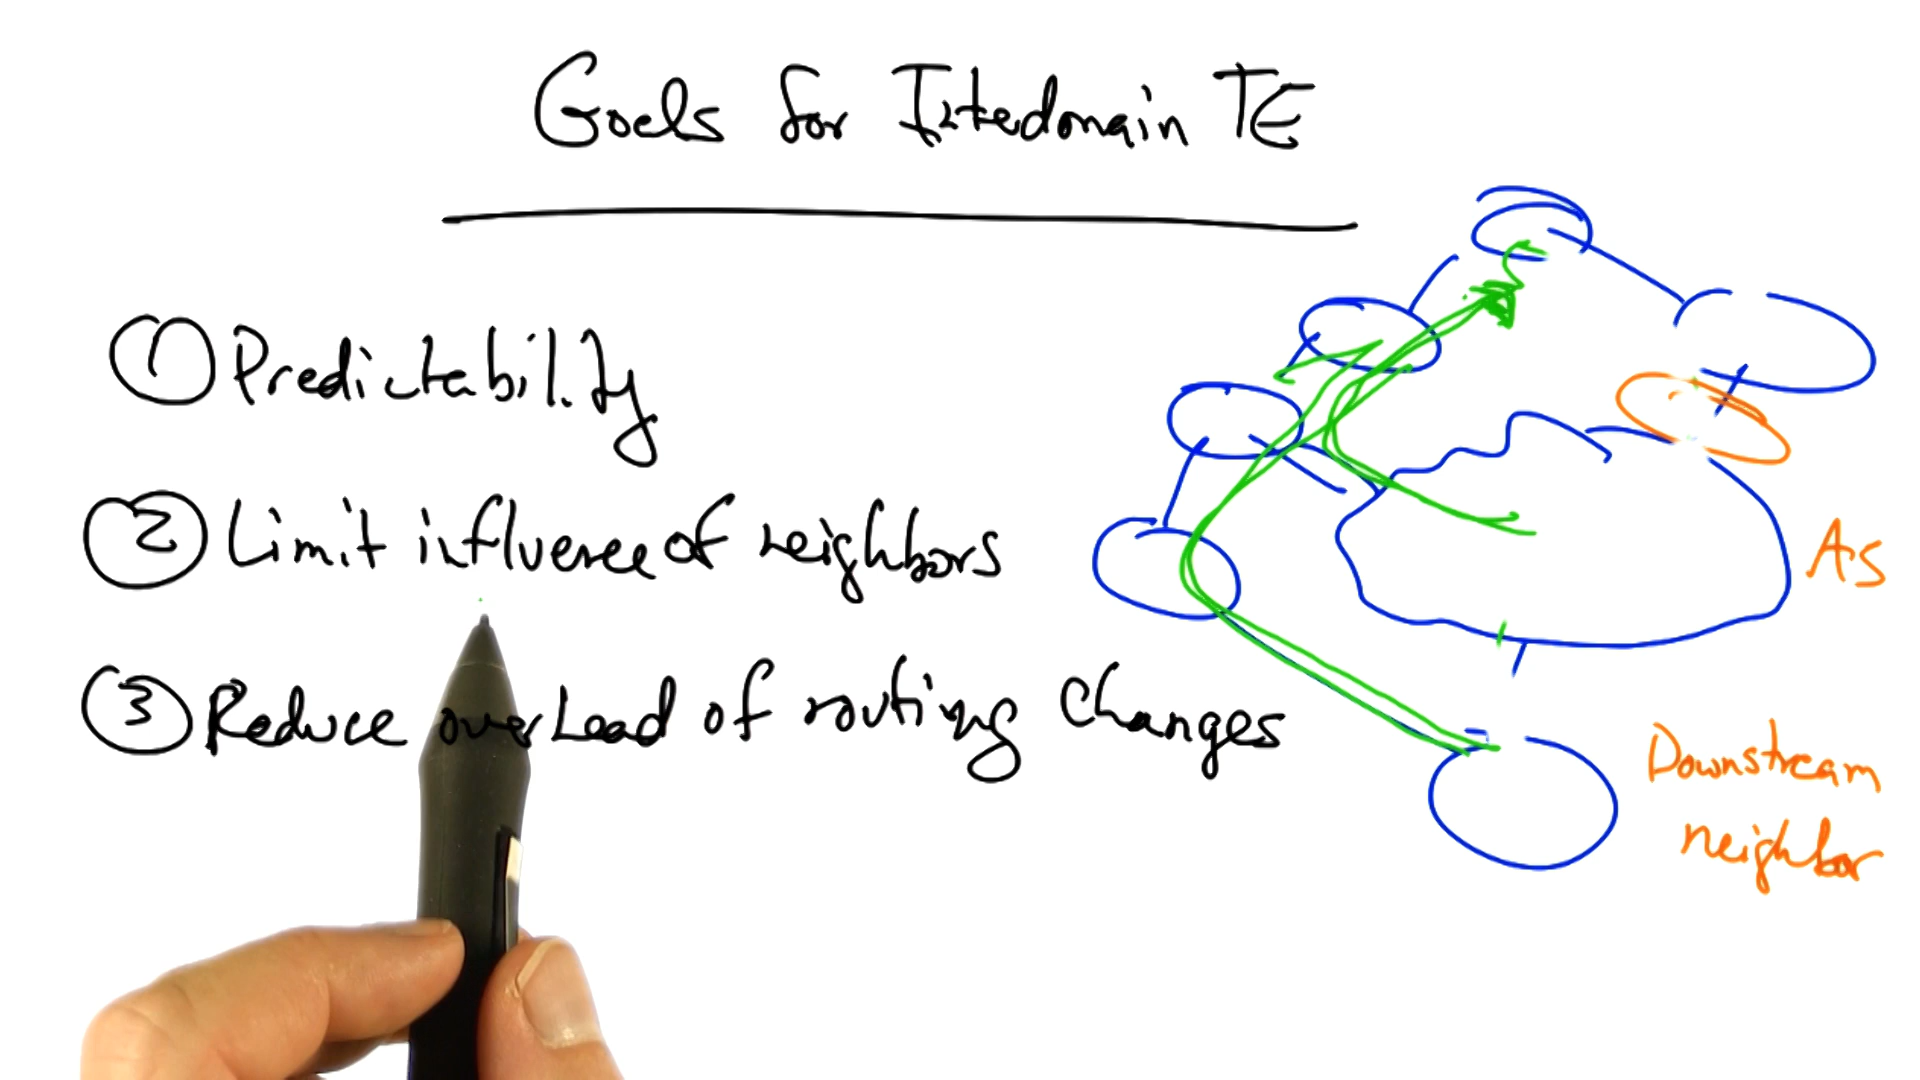 Goals for Interdomain TE
① Predictability
② Limit influence of neighbors
③ Reduce overhead of routing changes
AS
Downstream
neighbor